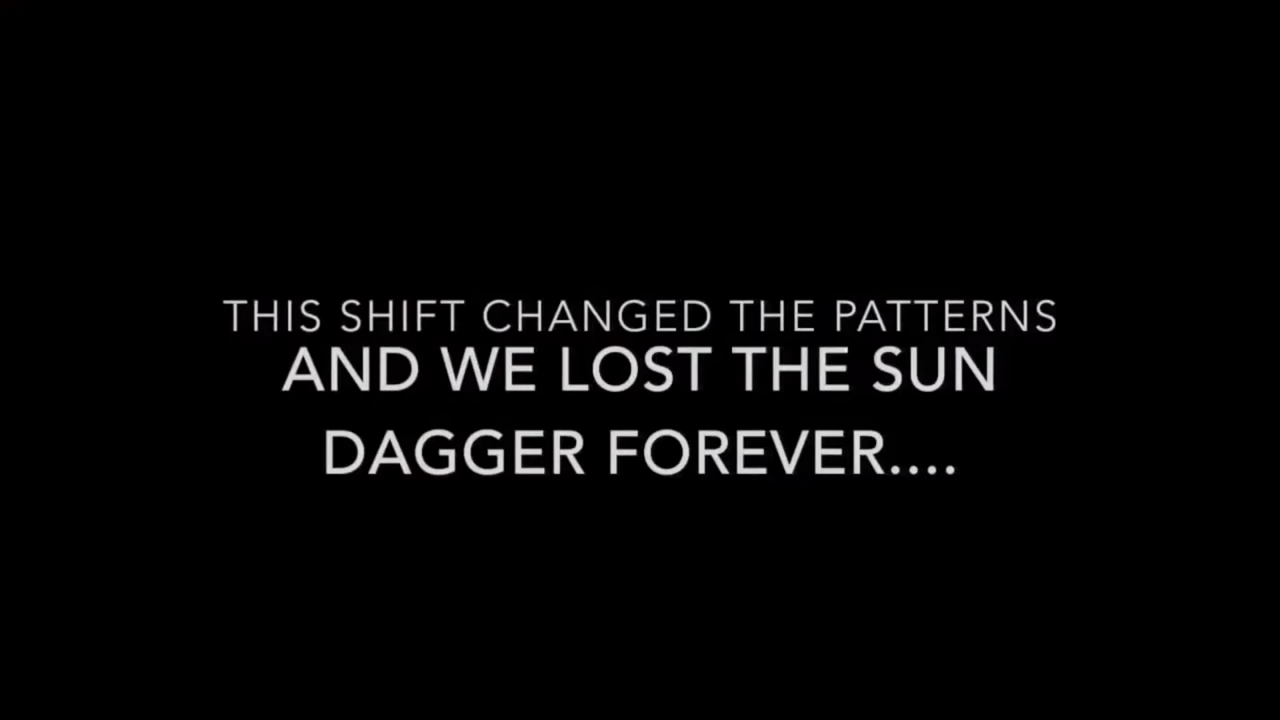 THIS SHIFT CHANGED THE PATTERNS
AND WE LOST THE SUN
DAGGER FOREVER....